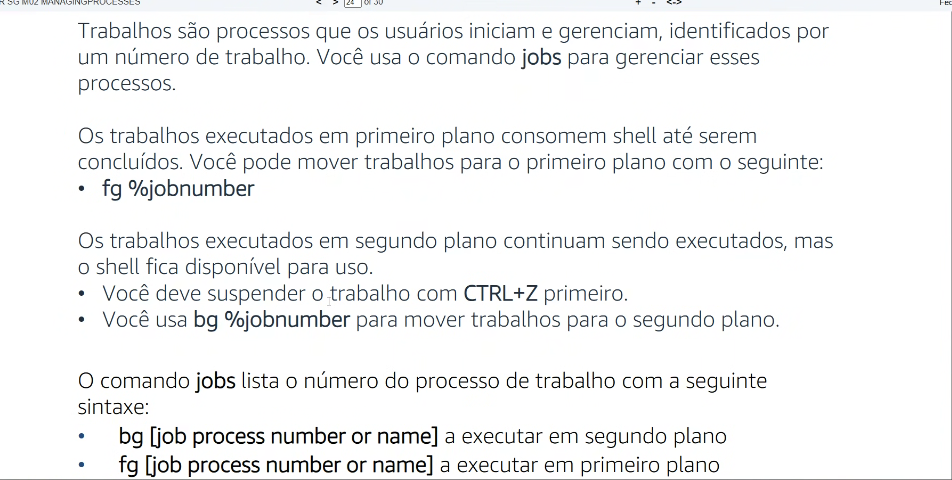 R SG M02 MANAGINGPROCESSES < > 24 of 30 + - <->
Trabalhos são processos que os usuários iniciam e gerenciam, identificados por
um número de trabalho. Você usa o comando jobs para gerenciar esses
processos.
Os trabalhos executados em primeiro plano consomem shell até serem
concluídos. Você pode mover trabalhos para o primeiro plano com o seguinte:
• fg %jobnumber
Os trabalhos executados em segundo plano continuam sendo executados, mas
o shell fica disponível para uso.
• Você deve suspender o trabalho com CTRL+Z primeiro.
• Você usa bg %jobnumber para mover trabalhos para o segundo plano.
O comando jobs lista o número do processo de trabalho com a seguinte
sintaxe:
• bg [job process number or name] a executar em segundo plano
• fg [job process number or name] a executar em primeiro plano